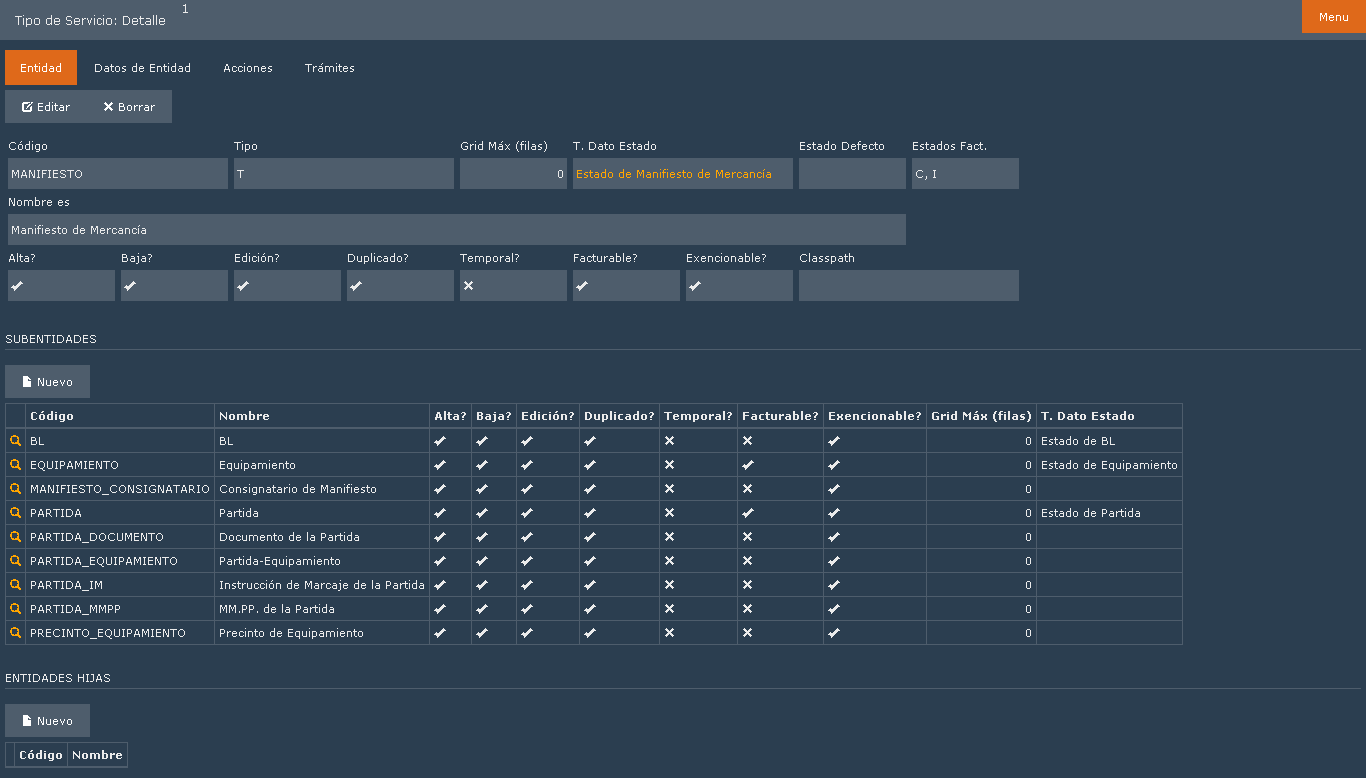 Tipo de Servicio: Detalle 1 Menu
Entidad Datos de Entidad Acciones Trámites
Editar Borrar
Código Tipo Grid Máx (filas) T. Dato Estado Estado Defecto Estados Fact.
MANIFIESTO T 0 Estado de Manifiesto de Mercancía C, I
Nombre es
Manifiesto de Mercancía
Alta? Baja? Edición? Duplicado? Temporal? Facturable? Exencionable? Classpath
SUBENTIDADES
Nuevo
Código Nombre Alta? Baja? Edición? Duplicado? Temporal? Facturable? Exencionable? Grid Máx (filas) T. Dato Estado
BL BL 0 Estado de BL
EQUIPAMIENTO Equipamiento 0 Estado de Equipamiento
MANIFIESTO_CONSIGNATARIO Consignatario de Manifiesto 0
PARTIDA Partida 0 Estado de Partida
PARTIDA_DOCUMENTO Documento de la Partida 0
PARTIDA_EQUIPAMIENTO Partida-Equipamiento 0
PARTIDA_IM Instrucción de Marcaje de la Partida 0
PARTIDA_MMPP MM.PP. de la Partida 0
PRECINTO_EQUIPAMIENTO Precinto de Equipamiento 0
ENTIDADES HIJAS
Nuevo
Código Nombre